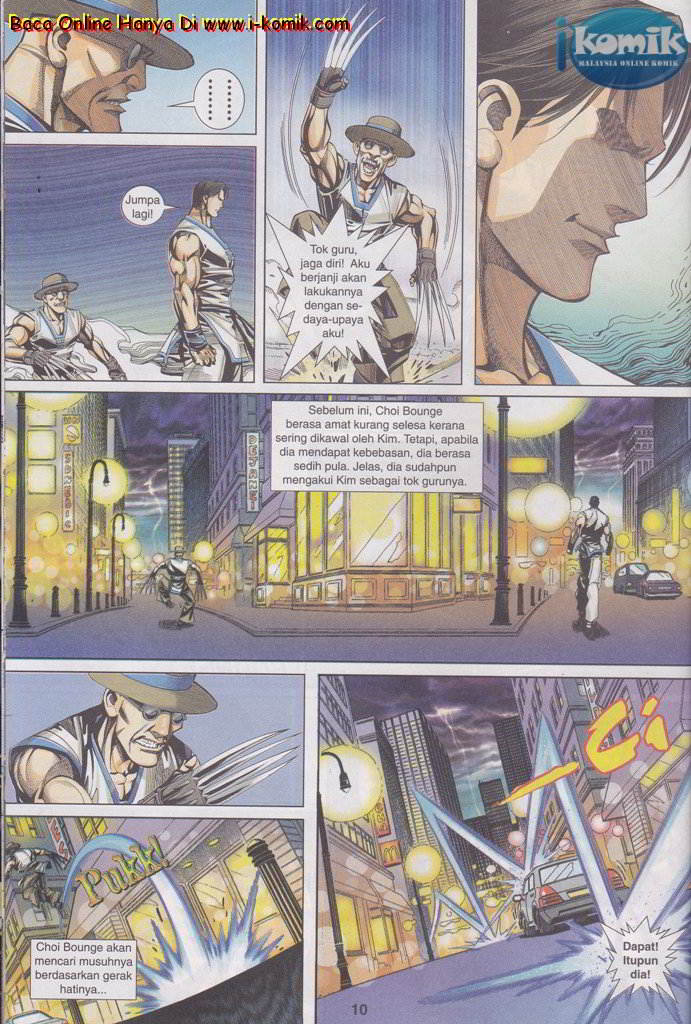 Baca Online Hanya Di www.i-komik.com
komik
MALAYSIA ONLINE KOMIK
Jumpa
lagi!
Tok guru,
jaga diri! Aku
berjanji akan
lakukannya
dengan se-
daya-upaya
aku!
Sebelum ini, Choi Bounge
berasa amat kurang selesa kerana
sering dikawal oleh Kim. Tetapi, apabila
dia mendapat kebebasan, dia berasa
sedih pula. Jelas, dia sudahpun
mengakui Kim sebagai tok gurunya.
Pukk!
Choi Bounge akan
mencari musuhnya
berdasarkan gerak
hatinya...
Ci
Dapat!
Itupun
dia!
10